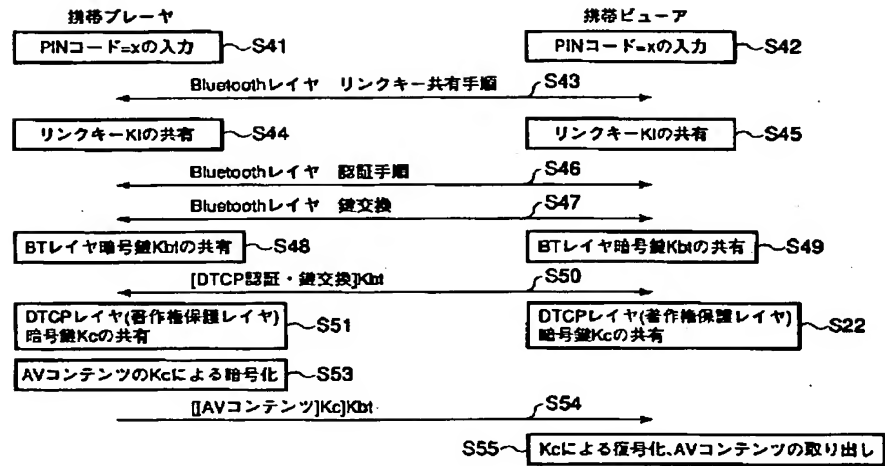 携帯プレーヤ 携帯ビューア
PINコード=xの入力 S41 PINコード=xの入力 S42
Bluetoothレイヤ リンクキー共有手順 S43
リンクキーKlの共有 S44 リンクキーKlの共有 S45
Bluetoothレイヤ 認証手順 S46
Bluetoothレイヤ 鍵交換 S47
BTレイヤ暗号鍵Kbtの共有 S48 BTレイヤ暗号鍵Kbtの共有 S49
[DTCP認証・鍵交換]Kbt S50
DTCPレイヤ(著作権保護レイヤ) DTCPレイヤ(著作権保護レイヤ)
暗号鍵Kcの共有 S51 暗号鍵Kcの共有 S22
AVコンテンツのKcによる暗号化 S53
[[AVコンテンツ]Kc]Kbt S54
S55 Kcによる復号化、AVコンテンツの取り出し